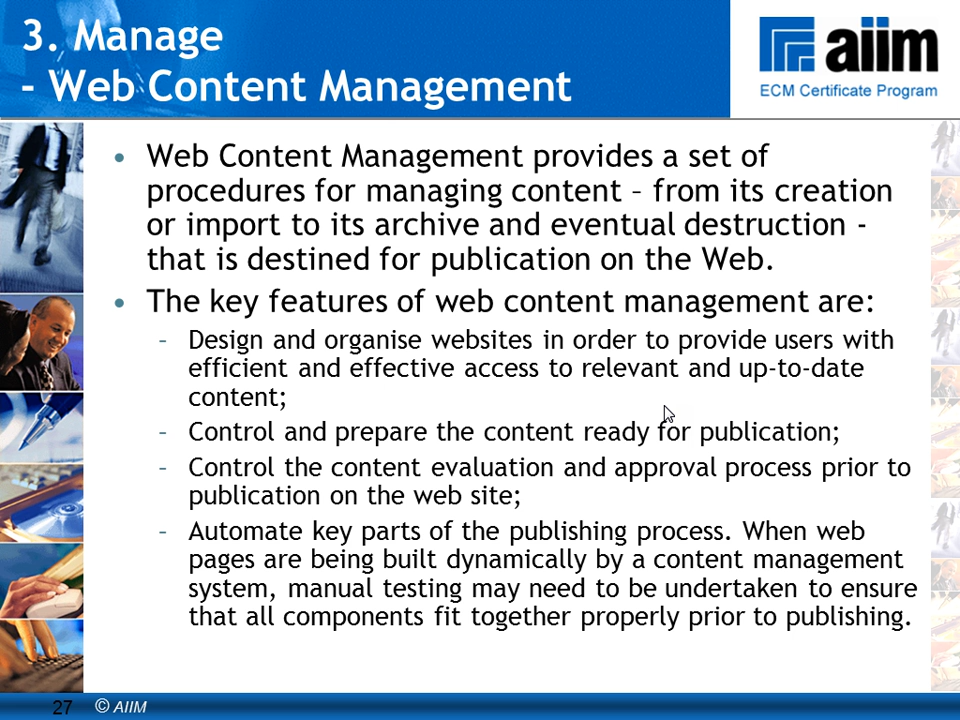 3. Manage
- Web Content Management
aiim
ECM Certificate Program
• Web Content Management provides a set of
procedures for managing content – from its creation
or import to its archive and eventual destruction -
that is destined for publication on the Web.
• The key features of web content management are:
– Design and organise websites in order to provide users with
efficient and effective access to relevant and up-to-date
content;
– Control and prepare the content ready for publication;
– Control the content evaluation and approval process prior to
publication on the web site;
– Automate key parts of the publishing process. When web
pages are being built dynamically by a content management
system, manual testing may need to be undertaken to ensure
that all components fit together properly prior to publishing.
27 © AIIM